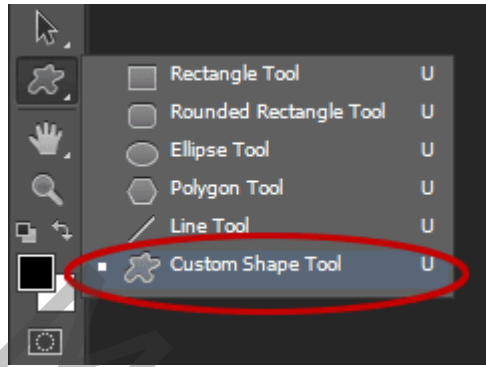 Rectangle Tool U
Rounded Rectangle Tool U
Ellipse Tool U
Polygon Tool U
Line Tool U
Custom Shape Tool U